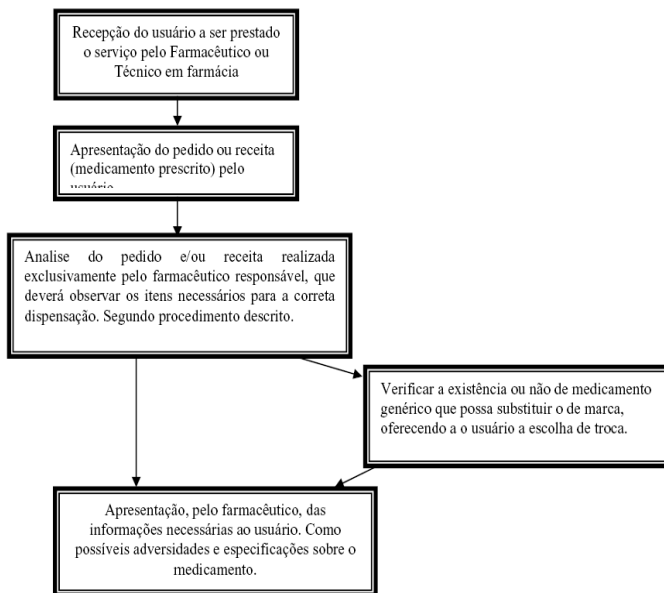 Recepção do usuário a ser prestado
o serviço pelo Farmacêutico ou
Técnico em farmácia
Apresentação do pedido ou receita
(medicamento prescrito) pelo
usuário
Analise do pedido e/ou receita realizada
exclusivamente pelo farmacêutico responsável, que
deverá observar os itens necessários para a correta
dispensação. Segundo procedimento descrito.
Verificar a existência ou não de medicamento
genérico que possa substituir o de marca,
oferecendo a o usuário a escolha de troca.
Apresentação, pelo farmacêutico, das
informações necessárias ao usuário. Como
possíveis adversidades e especificações sobre o
medicamento.